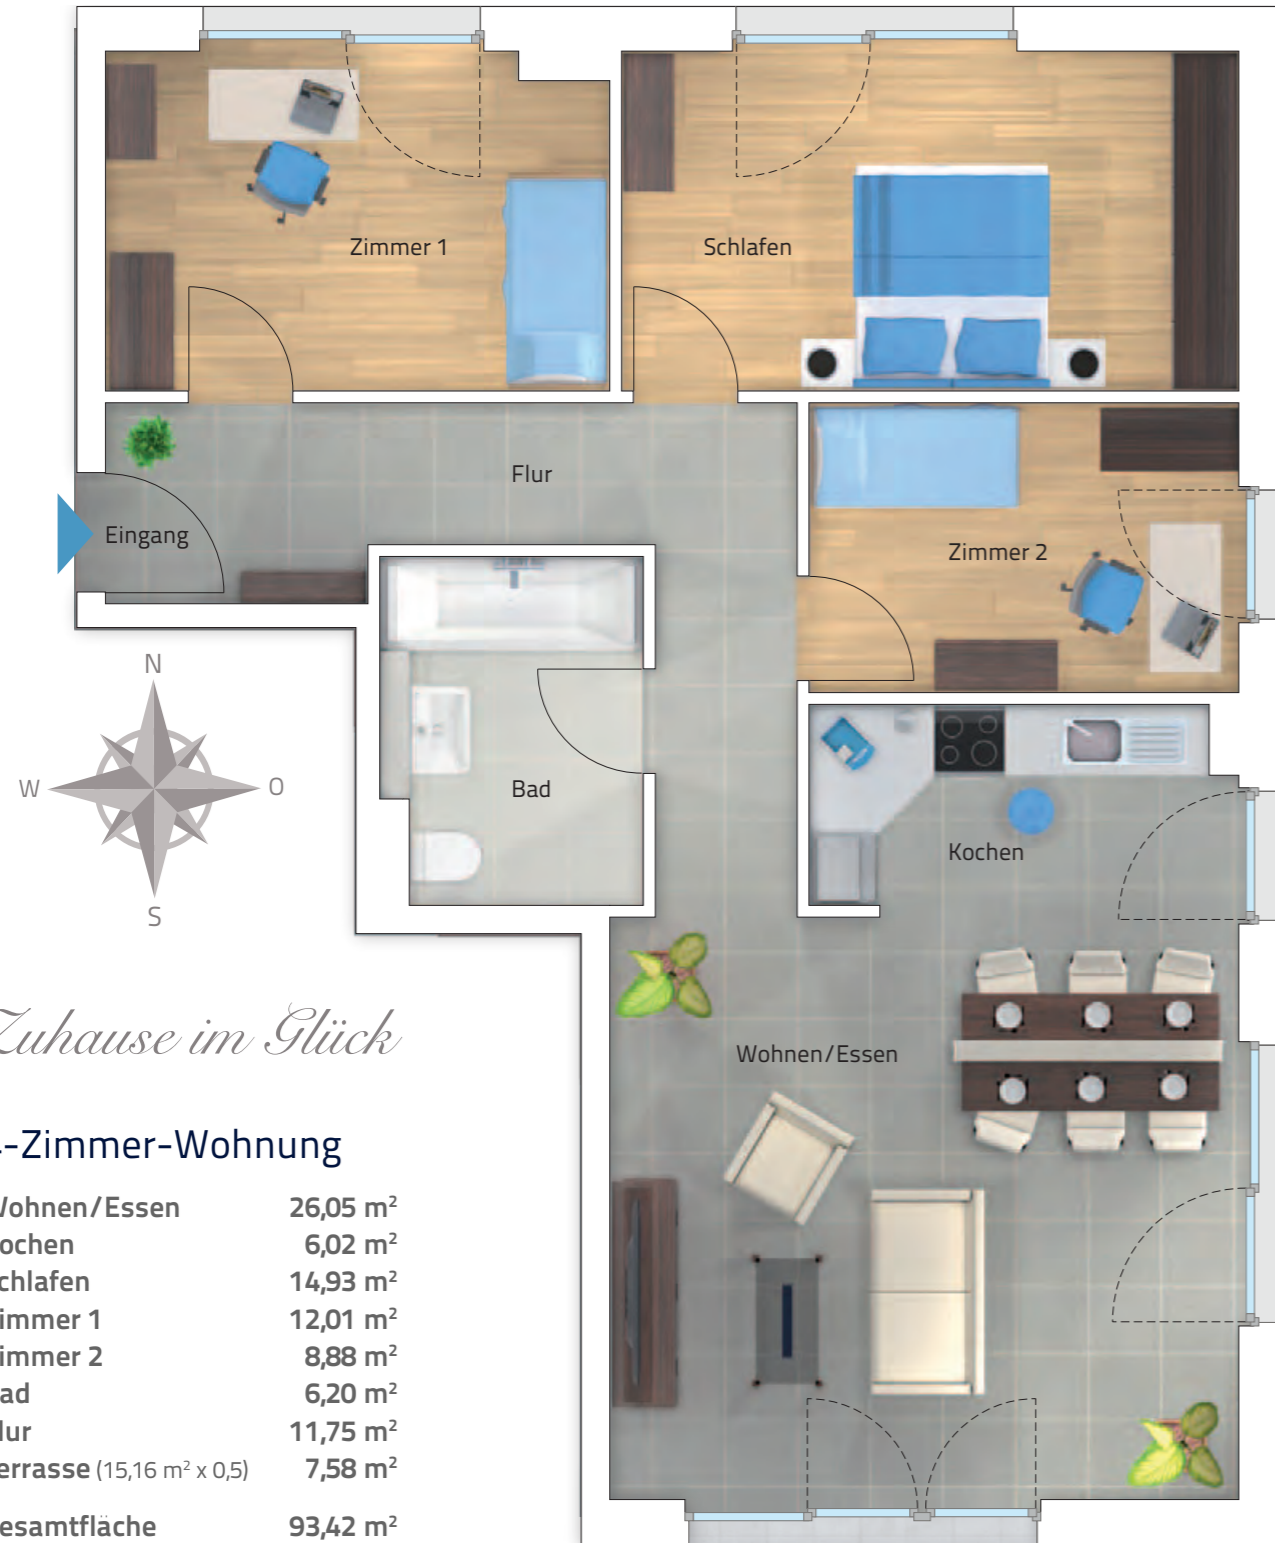 Zimmer 1
Schlafen
Flur
Eingang
Zimmer 2
N
W
O
S
Bad
Kochen
Wohnen/Essen
Zuhause im Glück
-Zimmer-Wohnung
ohnen/Essen 26,05 m²
ochen 6,02 m²
chlafen 14,93 m²
immer 1 12,01 m²
immer 2 8,88 m²
ad 6,20 m²
lur 11,75 m²
errasse (15,16 m² x 0,5) 7,58 m²
esamtfläche 93,42 m²